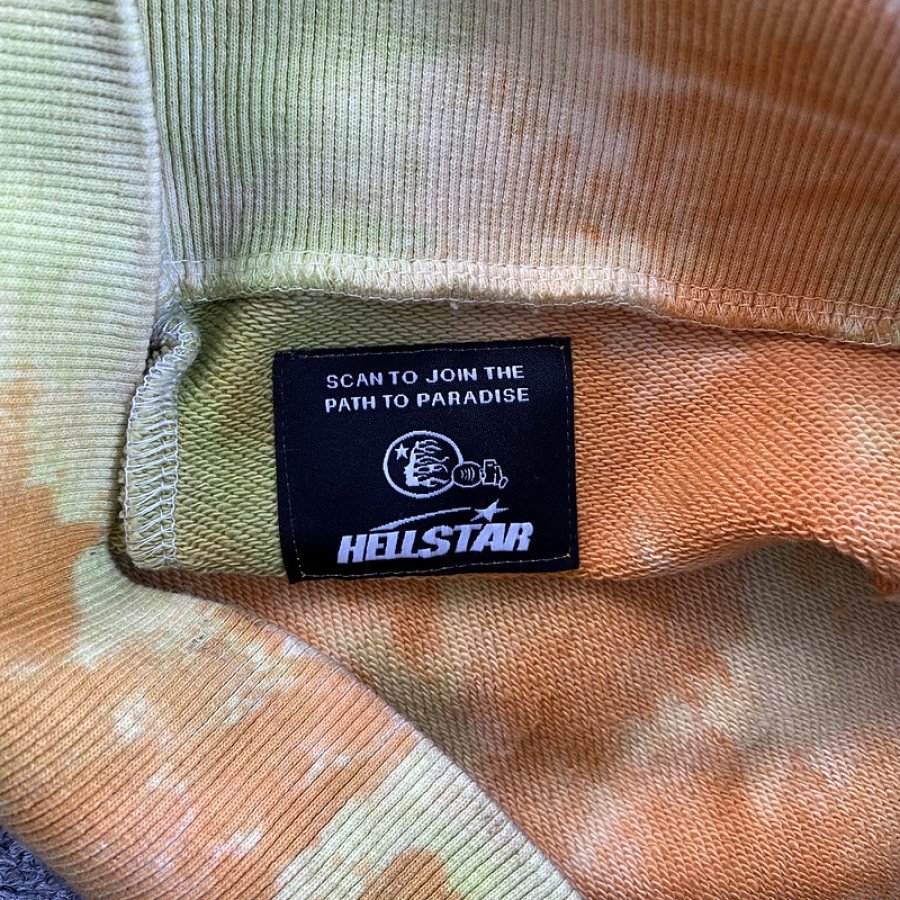 SCAN TO JOIN THE
PATH TO PARADISE
HELLSTAR